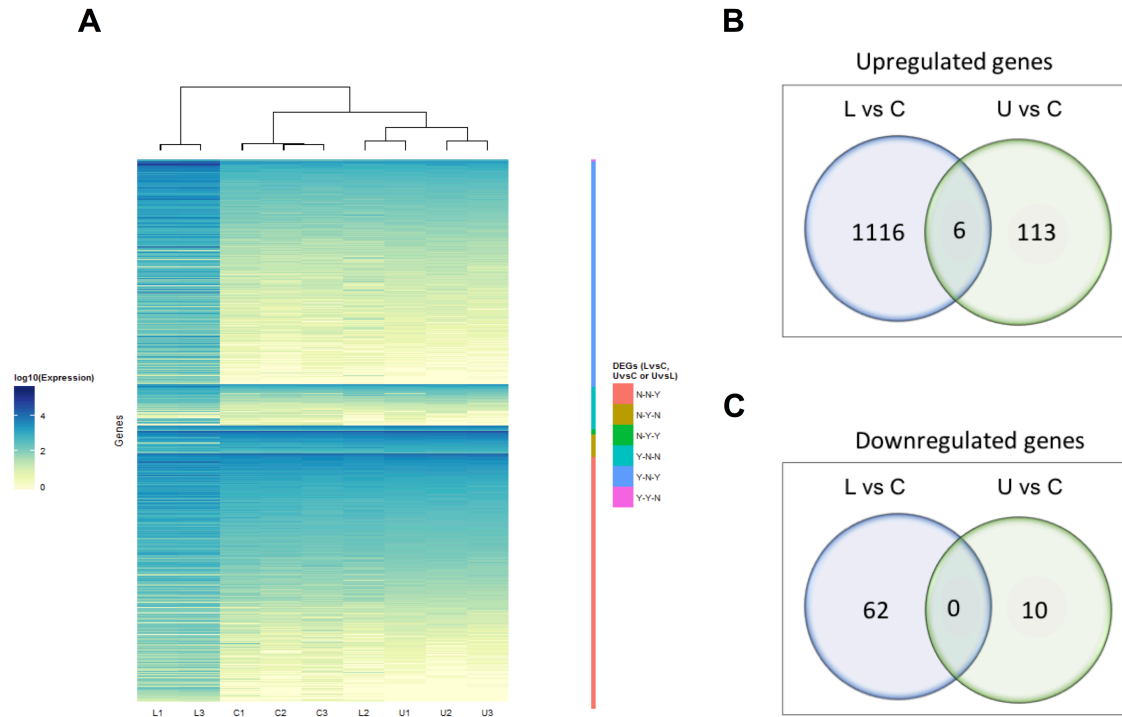 A
B
Upregulated genes
L vs C U vs C
1116 6 113
log10(Expression)
4
2
0
Genes
DEGs (LvsC,
UvsC or UvsL)
N-N-Y
N-Y-N
N-Y-Y
Y-N-N
Y-N-Y
Y-Y-N
L1 L3 C1 C2 C3 L2 U1 U2 U3
C
Downregulated genes
L vs C U vs C
62 0 10